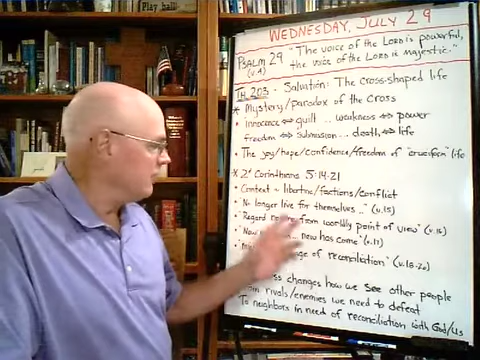 Play ball
WEDNESDAY, JULY 29
PSALM 29 "The voice of the LORD is powerful,
(v.4) the voice of the LORD is majestic."
TH 203 - Salvation: The cross-shaped life
* Mystery/paradox of the Cross
• Innocence ⇔ guilt ... weakness ⇔ power
freedom ⇔ submission ... death ⇔ life
• The joy/hope/confidence/freedom of "cruciform" life
* 2nd Corinthians 5:14-21
• Context ~ libertine/factions/conflict
• "No longer live for themselves.." (v.15)
• "Regard from worldly point of view" (v.16)
• "New ... new has come" (v.17)
• of reconciliation" (v.18-20)
changes how we see other people
From rivals/enemies we need to defeat
To neighbors in need of reconciliation with God/us